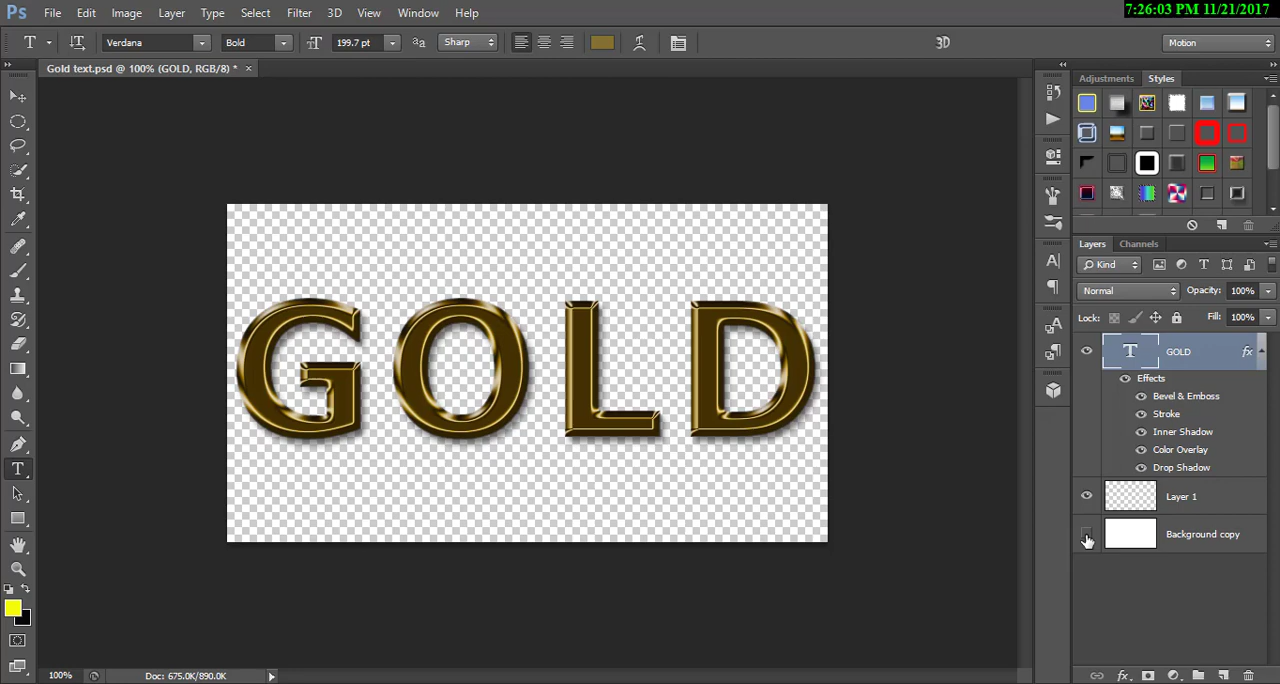 7:26:03 PM 11/21/2017
Ps File Edit Image Layer Type Select Filter 3D View Window Help
T Verdana Bold 199.7 pt Sharp 3D Motion
Gold text.psd @ 100% (GOLD, RGB/8) * ×
Adjustments Styles
GOLD
Layers Channels
Kind
Normal Opacity: 100%
Lock: Fill: 100%
T GOLD fx
Effects
Bevel & Emboss
Stroke
Inner Shadow
Color Overlay
Drop Shadow
Layer 1
Background copy
100% Doc: 675.0K/890.0K
fx